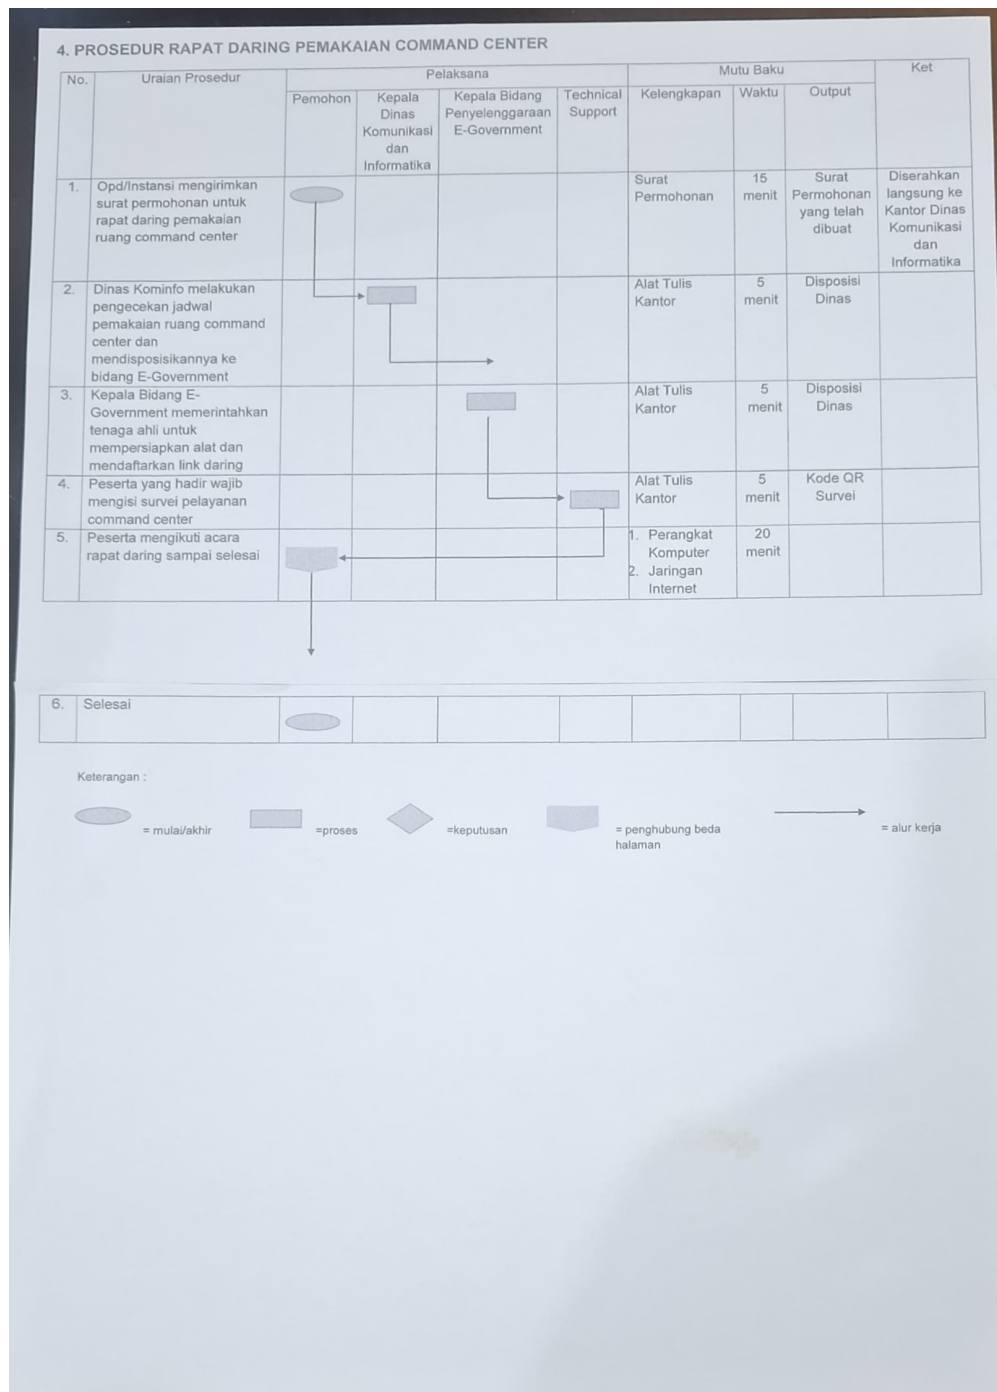 4. PROSEDUR RAPAT DARING PEMAKAIAN COMMAND CENTER
No.
Uraian Prosedur
Pelaksana
Mutu Baku
Ket
Pemohon
Kepala
Dinas
Komunikasi
dan
Informatika
Kepala Bidang
Penyelenggaraan
E-Government
Technical
Support
Kelengkapan
Waktu
Output
1.
Opd/Instansi mengirimkan
surat permohonan untuk
rapat daring pemakaian
ruang command center
Surat
Permohonan
15
menit
Surat
Permohonan
yang telah
dibuat
Diserahkan
langsung ke
Kantor Dinas
Komunikasi
dan
Informatika
2.
Dinas Kominfo melakukan
pengecekan jadwal
pemakaian ruang command
center dan
mendisposisikannya ke
bidang E-Government
Alat Tulis
Kantor
5
menit
Disposisi
Dinas
3.
Kepala Bidang E-
Government memerintahkan
tenaga ahli untuk
mempersiapkan alat dan
mendaftarkan link daring
Alat Tulis
Kantor
5
menit
Disposisi
Dinas
4.
Peserta yang hadir wajib
mengisi survei pelayanan
command center
Alat Tulis
Kantor
5
menit
Kode QR
Survei
5.
Peserta mengikuti acara
rapat daring sampai selesai
1. Perangkat
Komputer
2. Jaringan
Internet
20
menit
6.
Selesai
Keterangan :
= mulai/akhir
=proses
=keputusan
= penghubung beda
halaman
= alur kerja